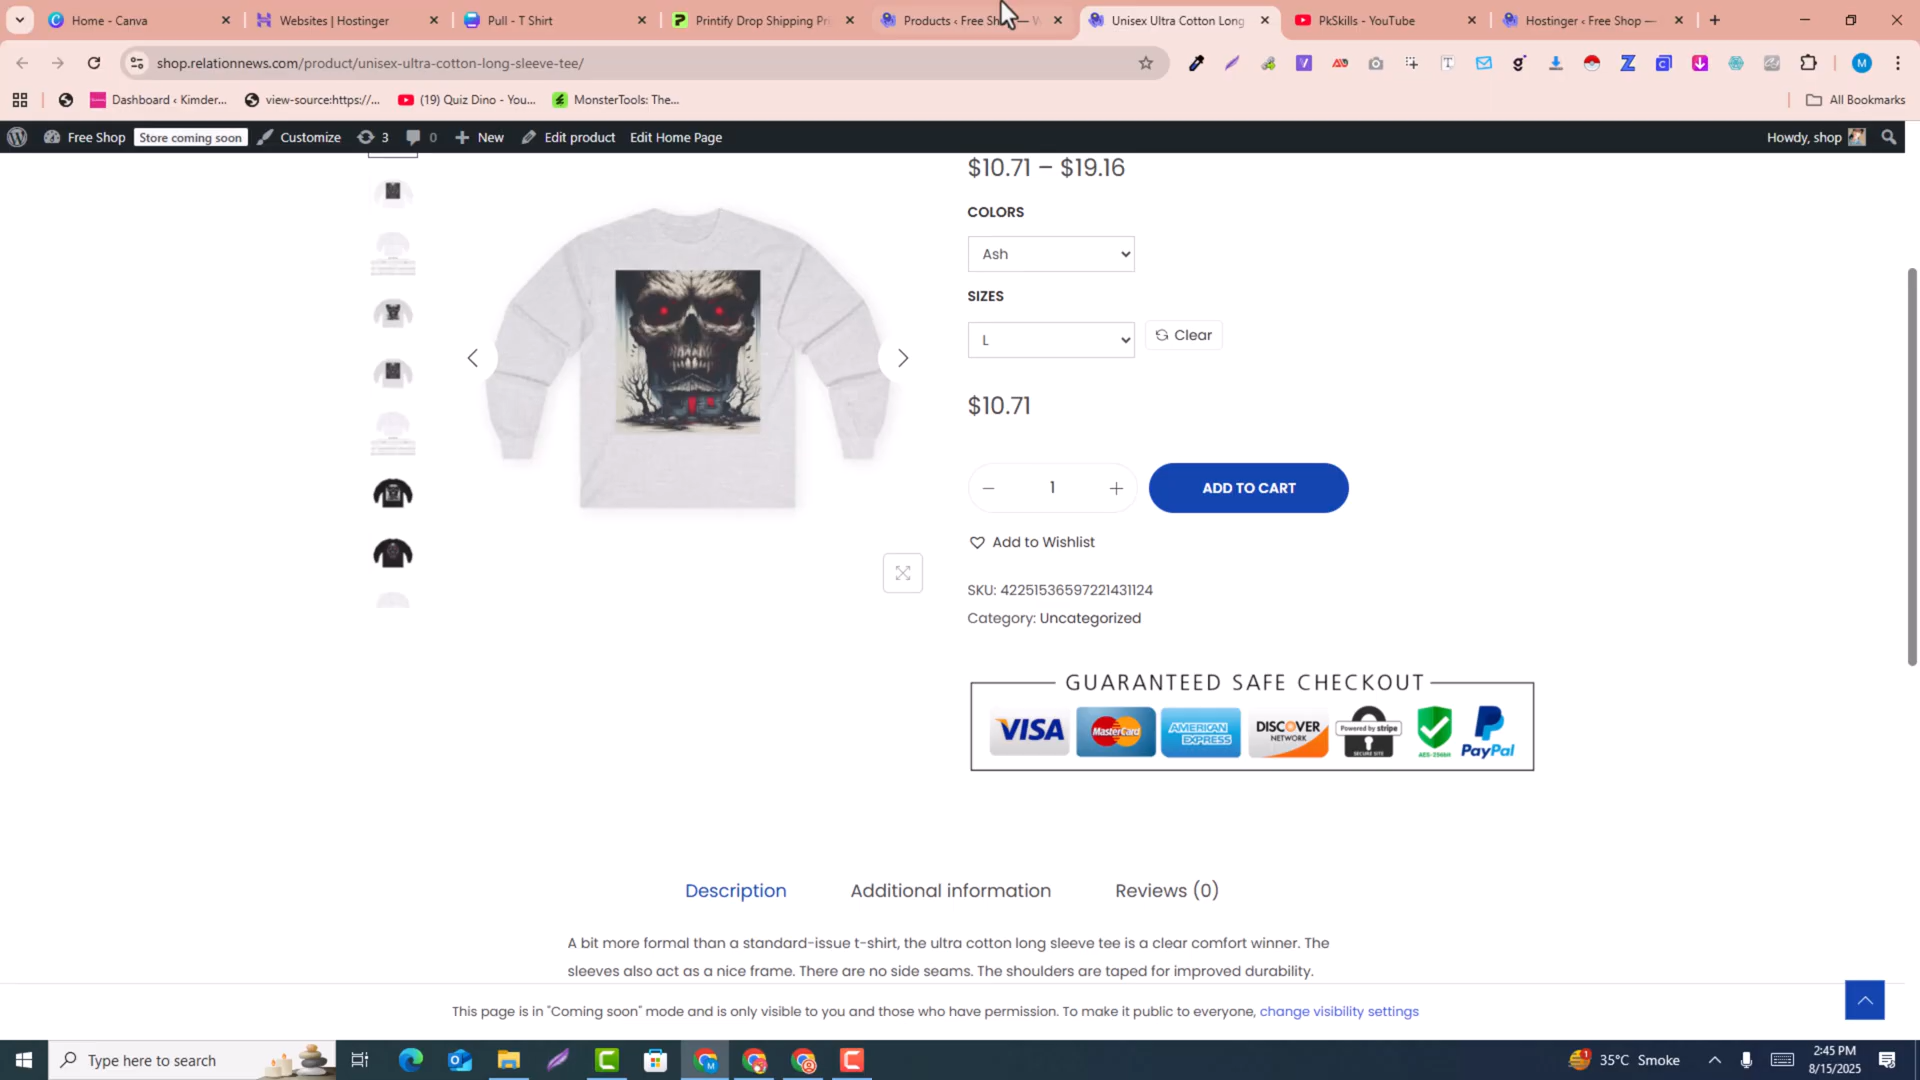 Home - Canva
Websites | Hostinger
Pull - T Shirt
Printify Drop Shipping Pr
Products ‹ Free Sh — W
Unisex Ultra Cotton Long
PkSkills - YouTube
Hostinger ‹ Free Shop —
shop.relationnews.com/product/unisex-ultra-cotton-long-sleeve-tee/
Dashboard ‹ Kimder...
view-source:https://...
(19) Quiz Dino - You...
MonsterTools: The...
All Bookmarks
Free Shop
Store coming soon
Customize
3
0
New
Edit product
Edit Home Page
Howdy, shop
$10.71 – $19.16
COLORS
Ash
SIZES
L
Clear
$10.71
1
ADD TO CART
Add to Wishlist
SKU: 42251536597221431124
Category: Uncategorized
GUARANTEED SAFE CHECKOUT
VISA
MasterCard
AMERICAN EXPRESS
DISCOVER NETWORK
Powered by stripe
SECURE SITE
AES-256bit
PayPal
Description
Additional information
Reviews (0)
A bit more formal than a standard-issue t-shirt, the ultra cotton long sleeve tee is a clear comfort winner. The
sleeves also act as a nice frame. There are no side seams. The shoulders are taped for improved durability.
This page is in "Coming soon" mode and is only visible to you and those who have permission. To make it public to everyone, change visibility settings
Type here to search
35°C Smoke
2:45 PM
8/15/2025